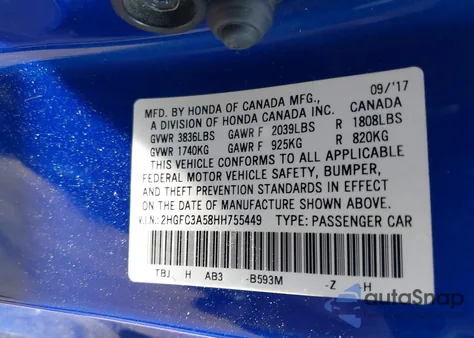 09/'17
MFD. BY HONDA OF CANADA MFG., CANADA
A DIVISION OF HONDA CANADA INC.
GVWR 3836LBS GAWR F 2039LBS R 1808LBS
GVWR 1740KG GAWR F 925KG R 820KG
THIS VEHICLE CONFORMS TO ALL APPLICABLE
FEDERAL MOTOR VEHICLE SAFETY, BUMPER,
AND THEFT PREVENTION STANDARDS IN EFFECT
ON THE DATE OF MANUFACTURE SHOWN ABOVE.
V.I.N.: 2HGFC3A58HH755449 TYPE: PASSENGER CAR
TBJ H AB3 -B593M -Z H
autoSnap